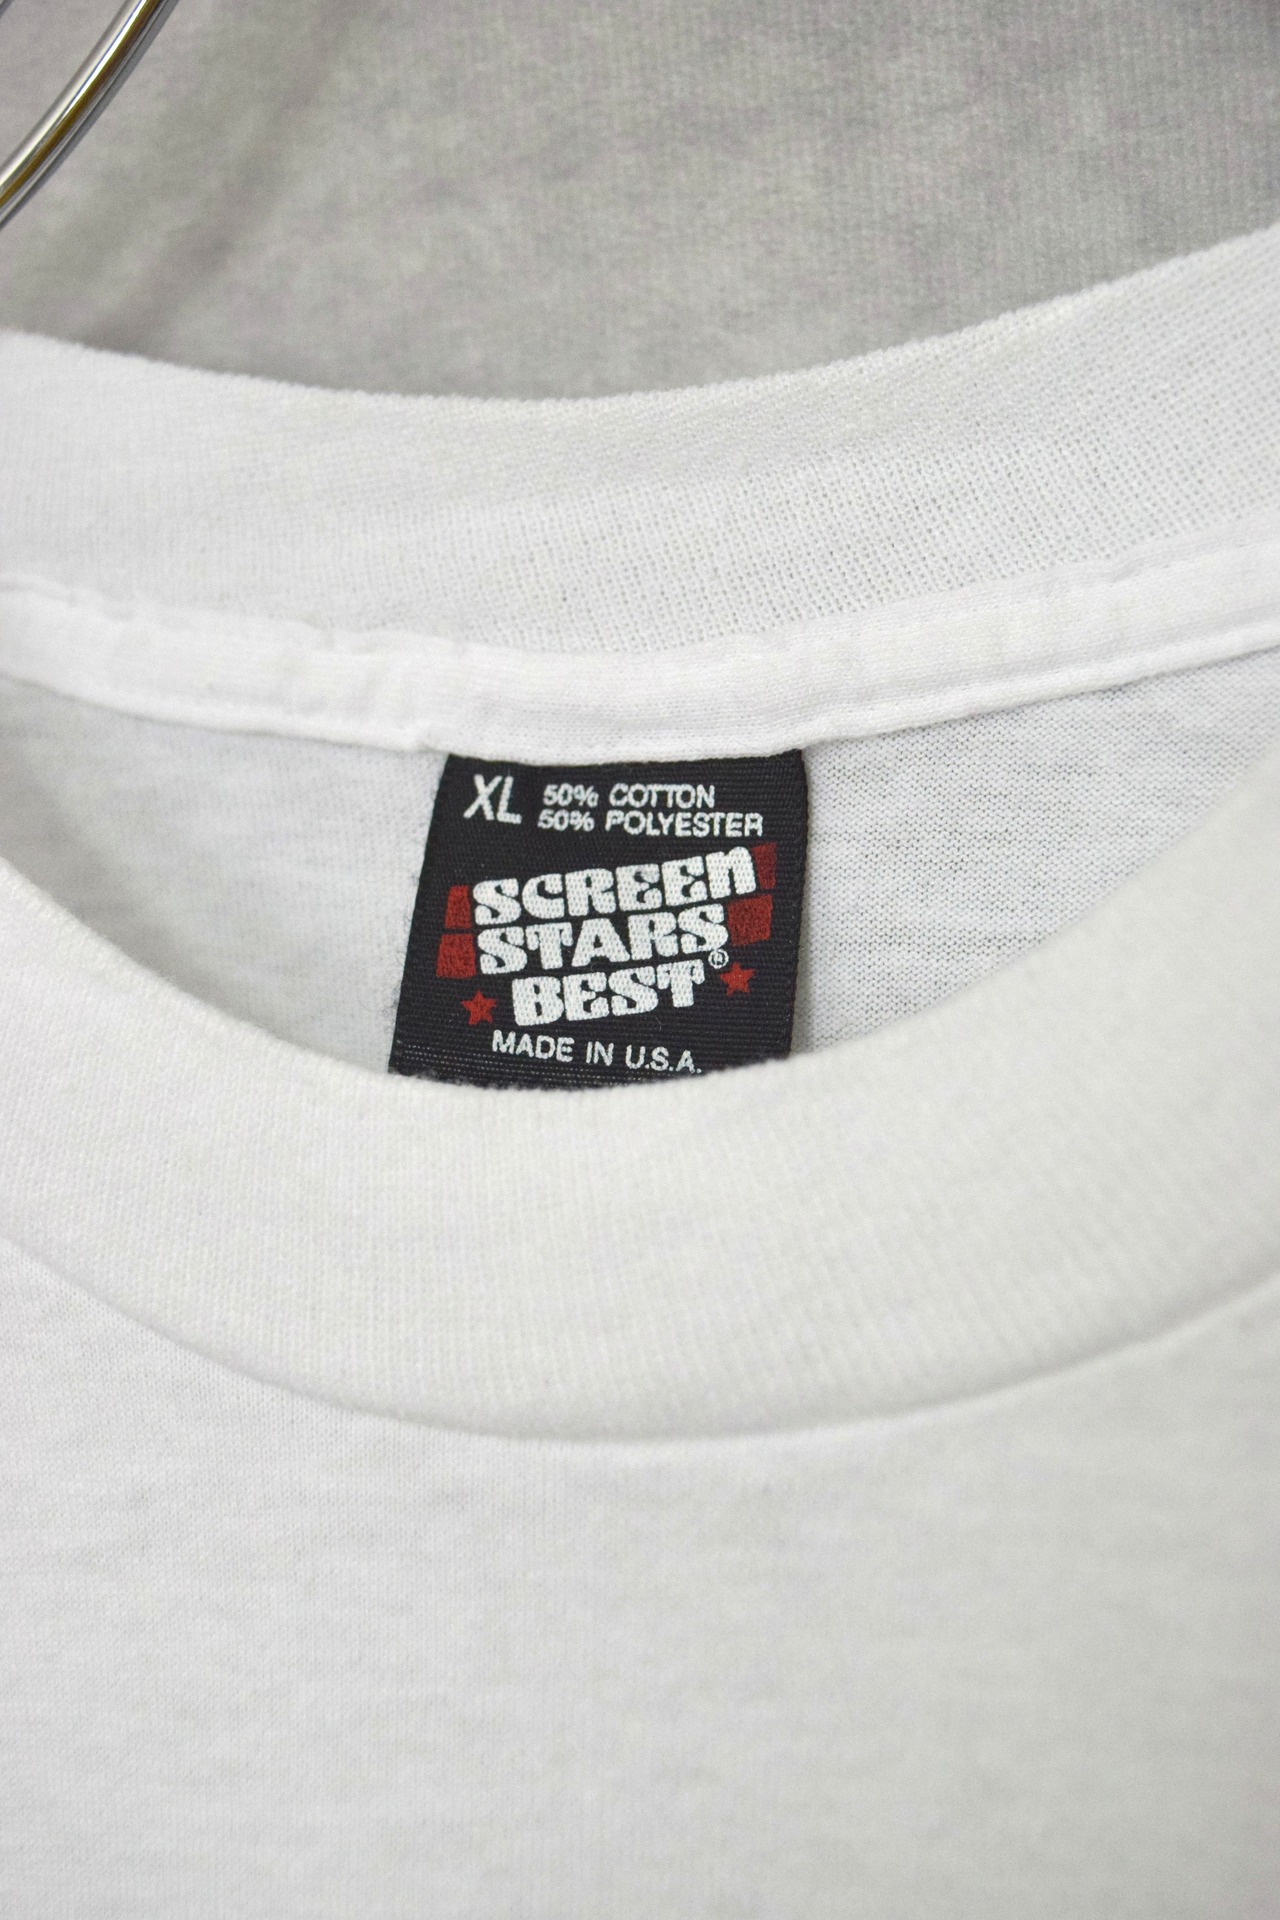 XL 50% COTTON
50% POLYESTER
SCREEN
STARS
BEST®
MADE IN U.S.A.